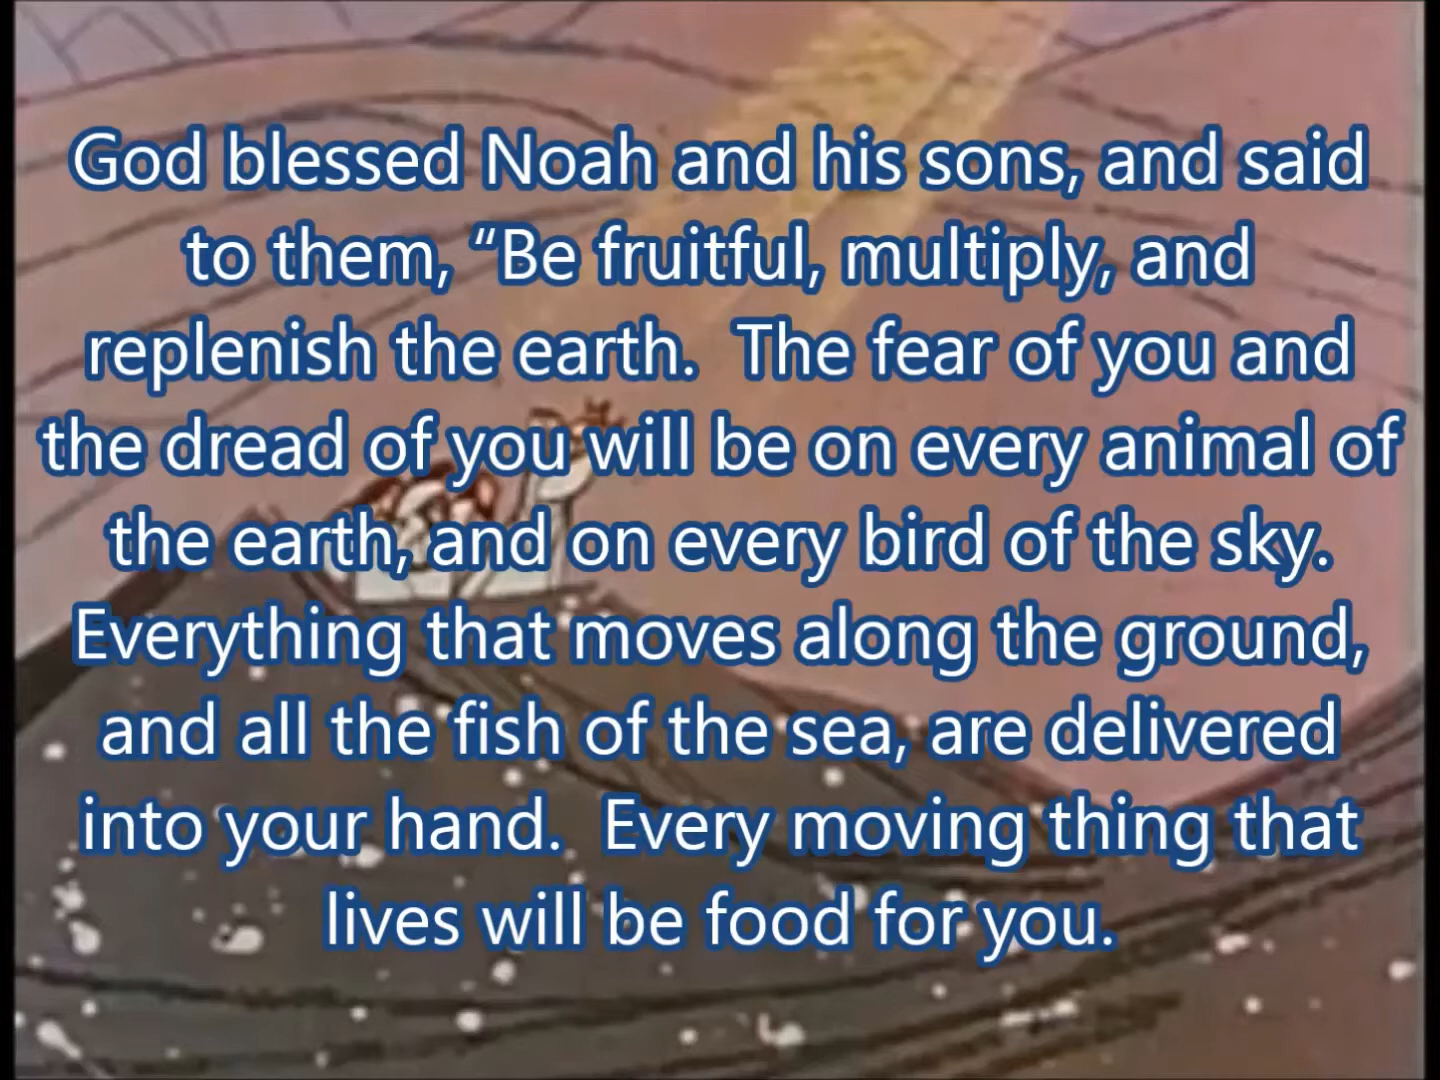 God blessed Noah and his sons, and said
to them, “Be fruitful, multiply, and
replenish the earth.  The fear of you and
the dread of you will be on every animal of
the earth, and on every bird of the sky.
Everything that moves along the ground,
and all the fish of the sea, are delivered
into your hand.  Every moving thing that
lives will be food for you.